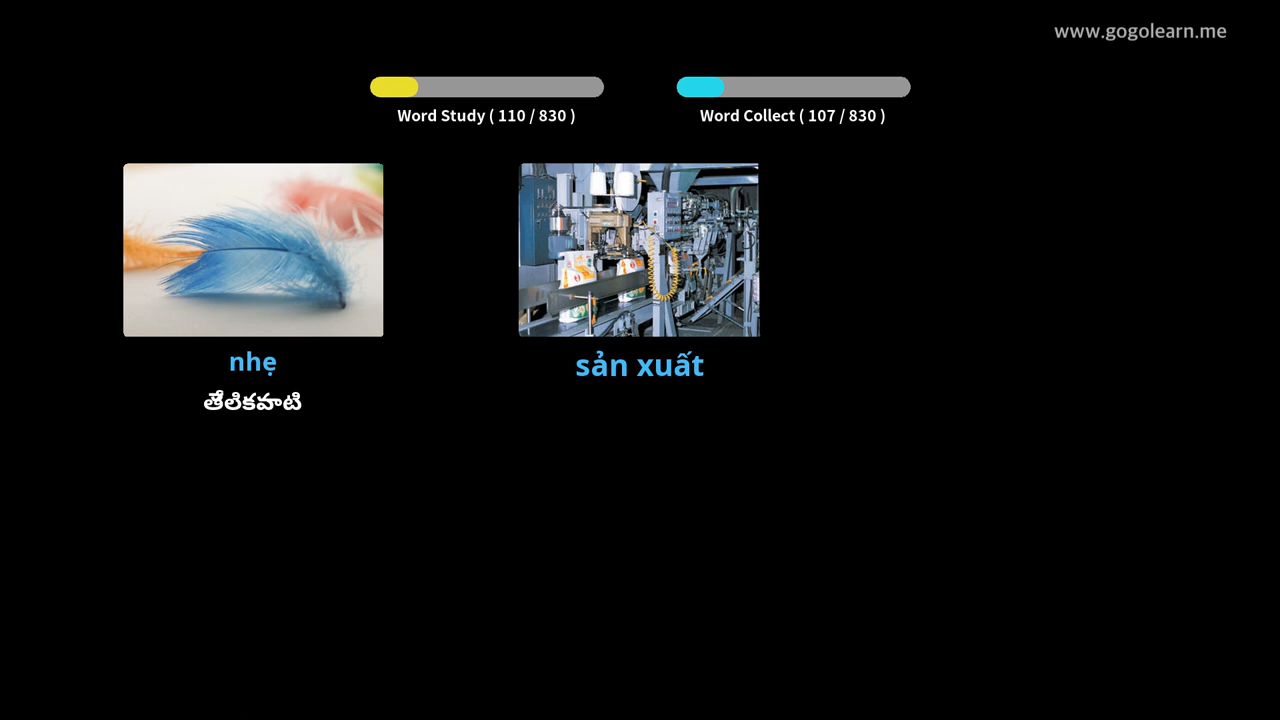 www.gogolearn.me
Word Study ( 110 / 830 )
Word Collect ( 107 / 830 )
nhẹ
sản xuất
తేలికపాటి